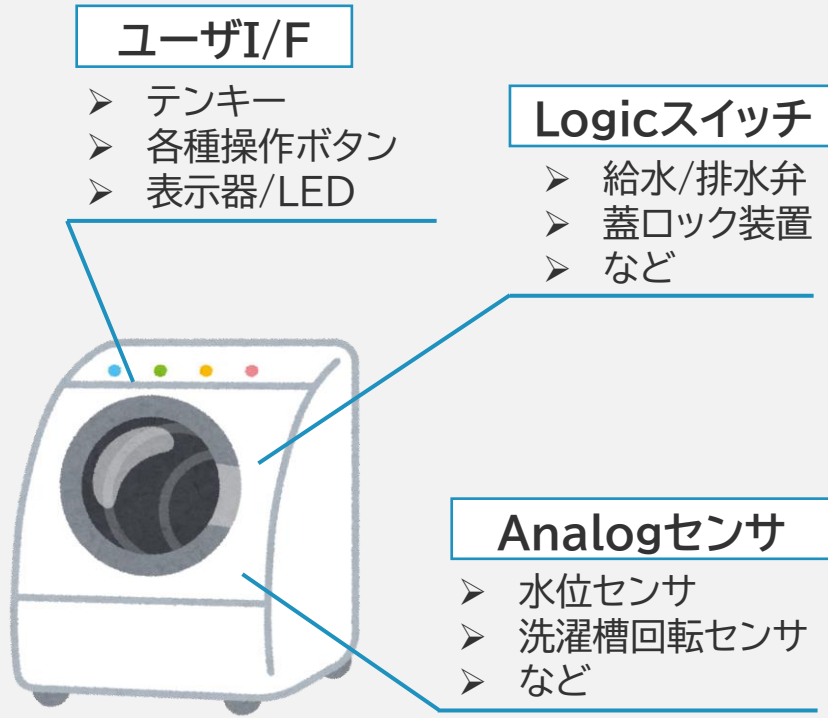 ユーザI/F
➢ テンキー
➢ 各種操作ボタン
➢ 表示器/LED
Logicスイッチ
➢ 給水/排水弁
➢ 蓋ロック装置
➢ など
Analogセンサ
➢ 水位センサ
➢ 洗濯槽回転センサ
➢ など